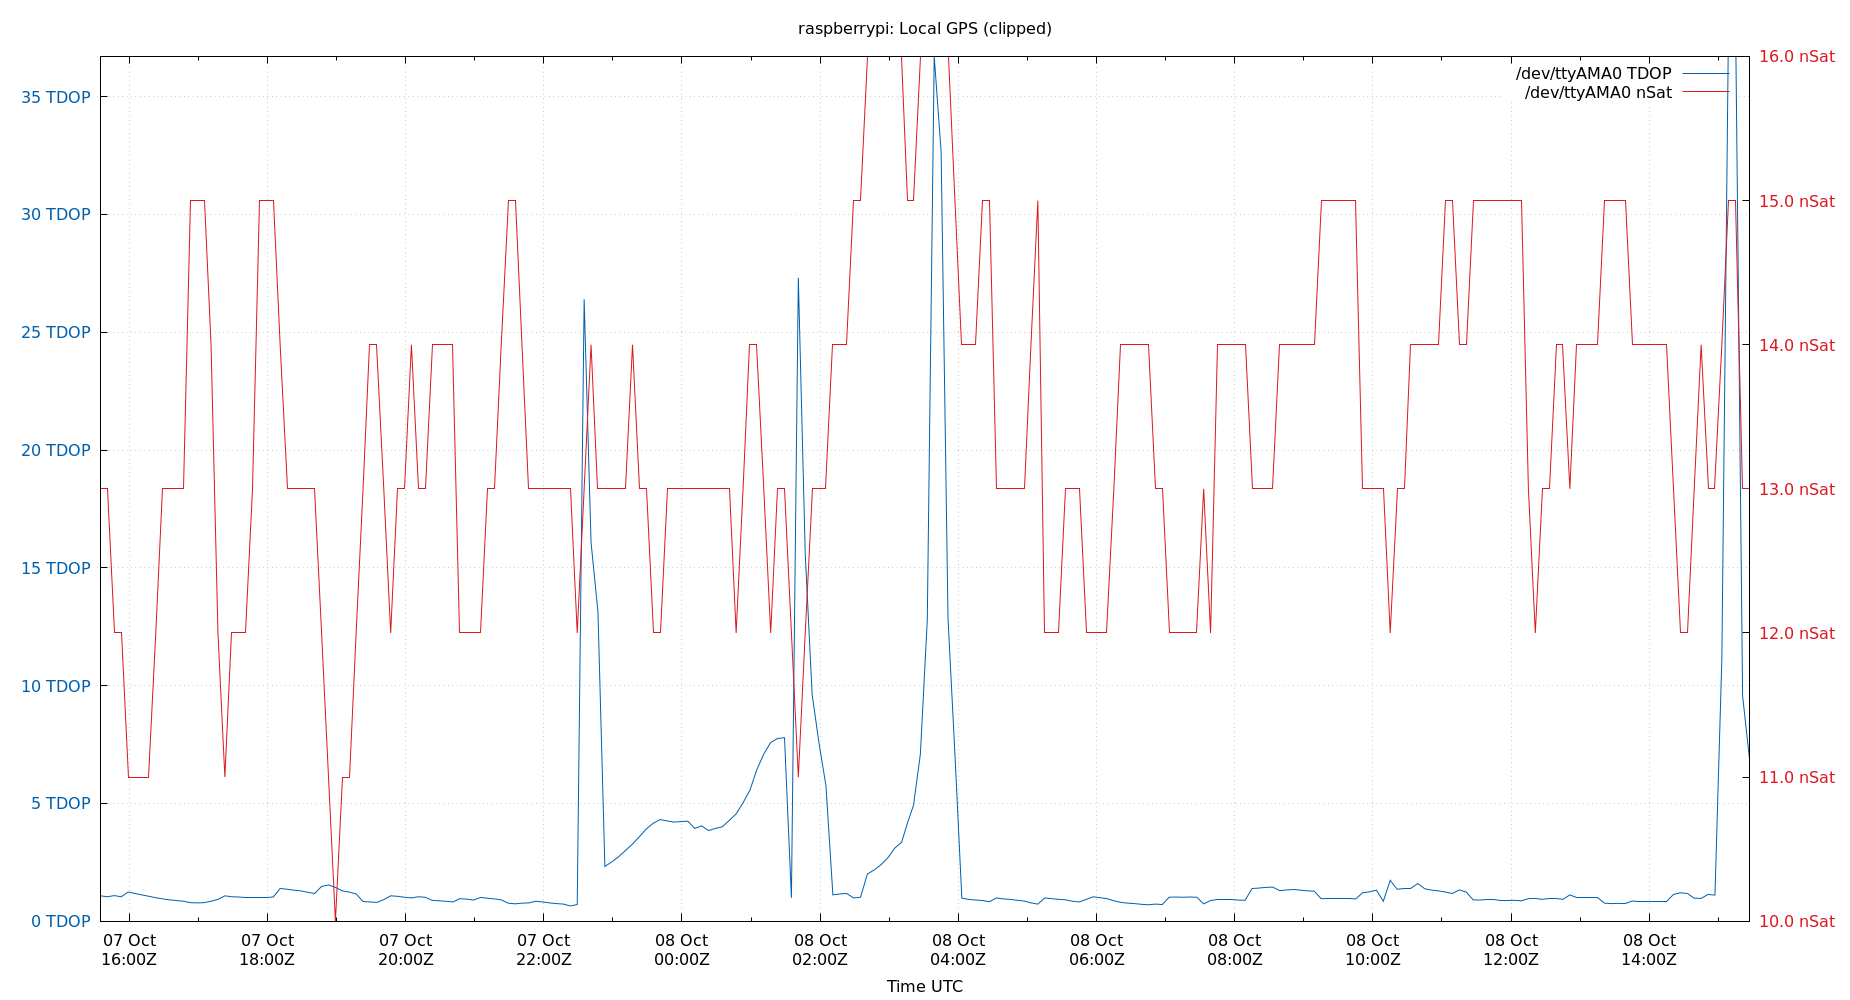 raspberrypi: Local GPS (clipped)
/dev/ttyAMA0 TDOP
/dev/ttyAMA0 nSat
35 TDOP
30 TDOP
25 TDOP
20 TDOP
15 TDOP
10 TDOP
5 TDOP
0 TDOP
16.0 nSat
15.0 nSat
14.0 nSat
13.0 nSat
12.0 nSat
11.0 nSat
10.0 nSat
07 Oct
16:00Z
07 Oct
18:00Z
07 Oct
20:00Z
07 Oct
22:00Z
08 Oct
00:00Z
08 Oct
02:00Z
08 Oct
04:00Z
08 Oct
06:00Z
08 Oct
08:00Z
08 Oct
10:00Z
08 Oct
12:00Z
08 Oct
14:00Z
Time UTC